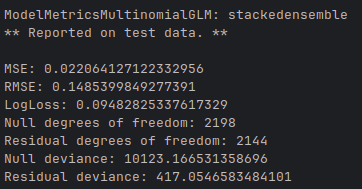 ModelMetricsMultinomialGLM: stackedensemble
** Reported on test data. **
MSE: 0.022064127122332956
RMSE: 0.1485399849277391
LogLoss: 0.09482825337617329
Null degrees of freedom: 2198
Residual degrees of freedom: 2144
Null deviance: 10123.166531358696
Residual deviance: 417.0546583484101